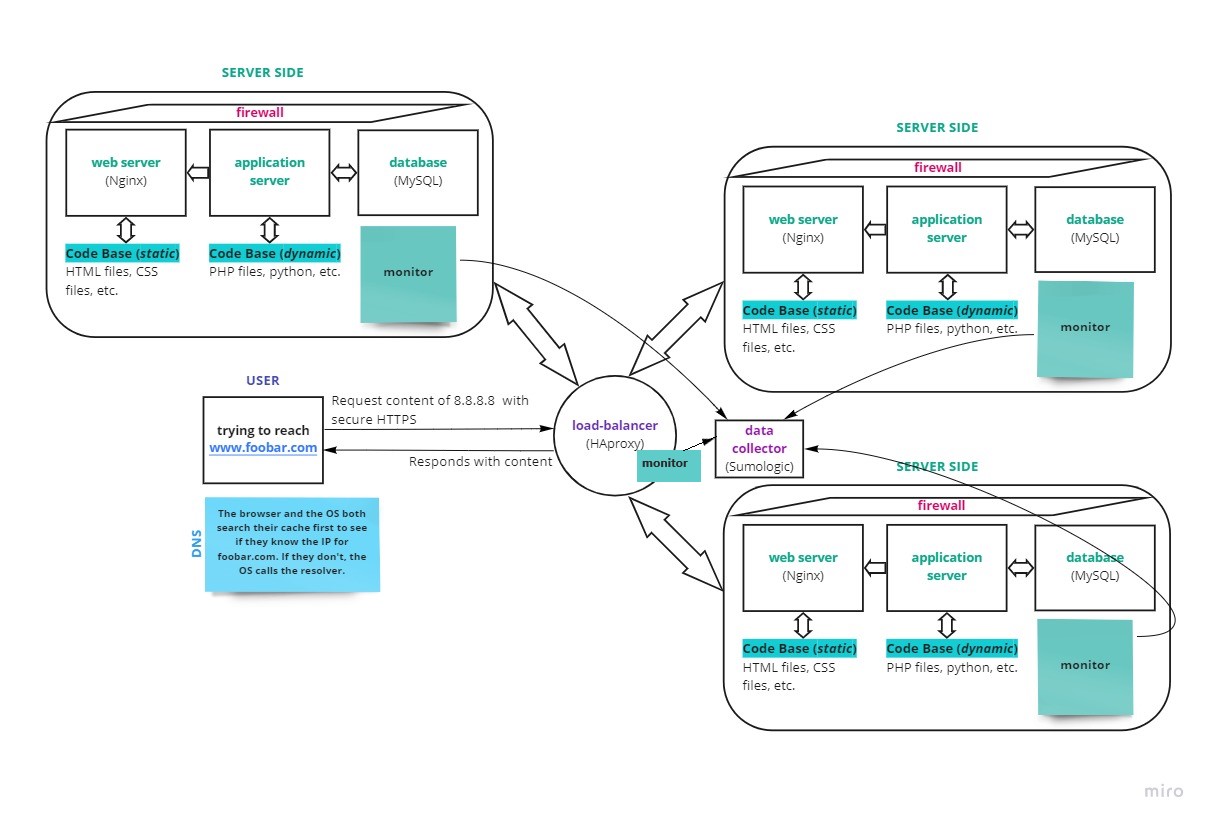 SERVER SIDE
firewall
web server
(Nginx)
application
server
database
(MySQL)
Code Base (static)
HTML files, CSS
files, etc.
Code Base (dynamic)
PHP files, python, etc.
monitor
SERVER SIDE
firewall
web server
(Nginx)
application
server
database
(MySQL)
Code Base (static)
HTML files, CSS
files, etc.
Code Base (dynamic)
PHP files, python, etc.
monitor
USER
trying to reach
www.foobar.com
Request content of 8.8.8.8 with
secure HTTPS
Responds with content
load-balancer
(HAproxy)
monitor
data
collector
(Sumologic)
DNS
The browser and the OS both
search their cache first to see
if they know the IP for
foobar.com. If they don't, the
OS calls the resolver.
SERVER SIDE
firewall
web server
(Nginx)
application
server
database
(MySQL)
Code Base (static)
HTML files, CSS
files, etc.
Code Base (dynamic)
PHP files, python, etc.
monitor
miro